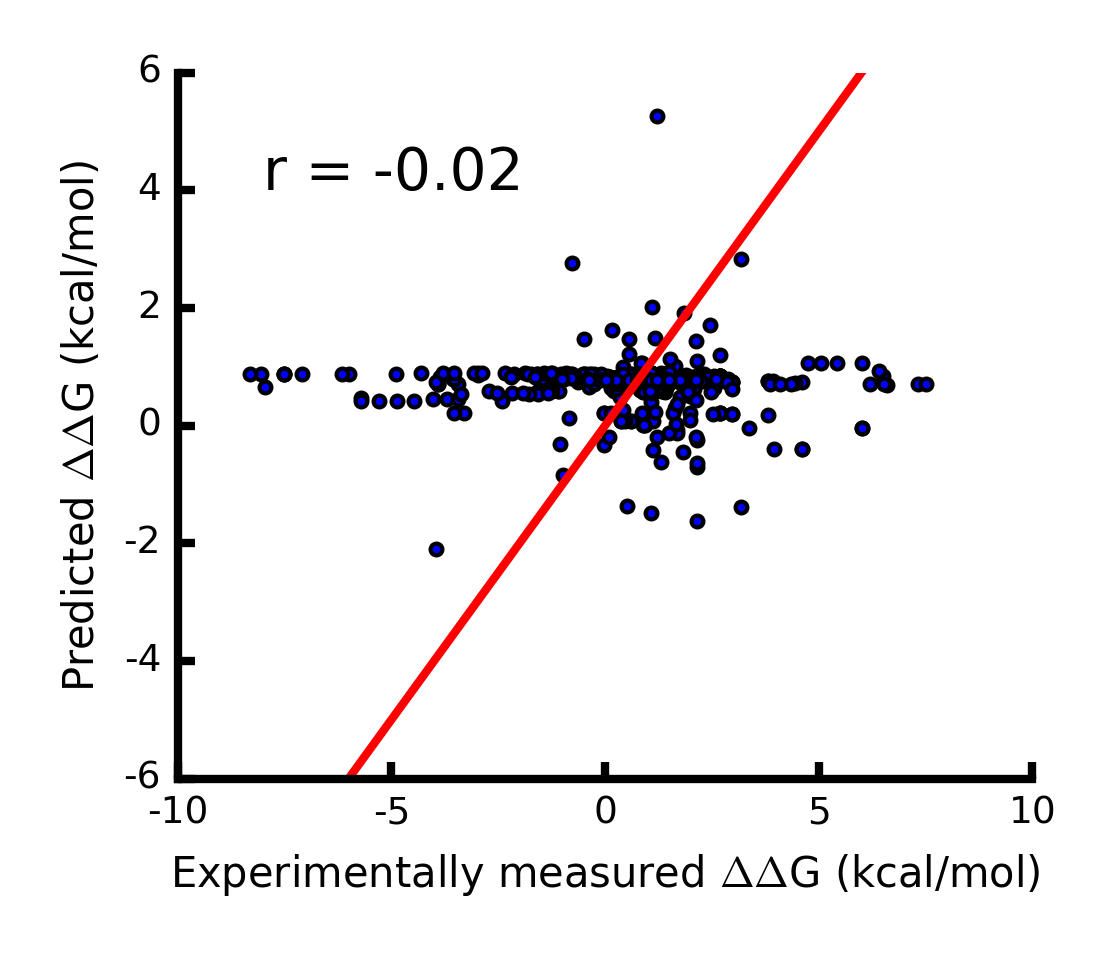 6
r = -0.02
4
2
0
-2
-4
-6
Predicted ΔΔG (kcal/mol)
-10 -5 0 5 10
Experimentally measured ΔΔG (kcal/mol)